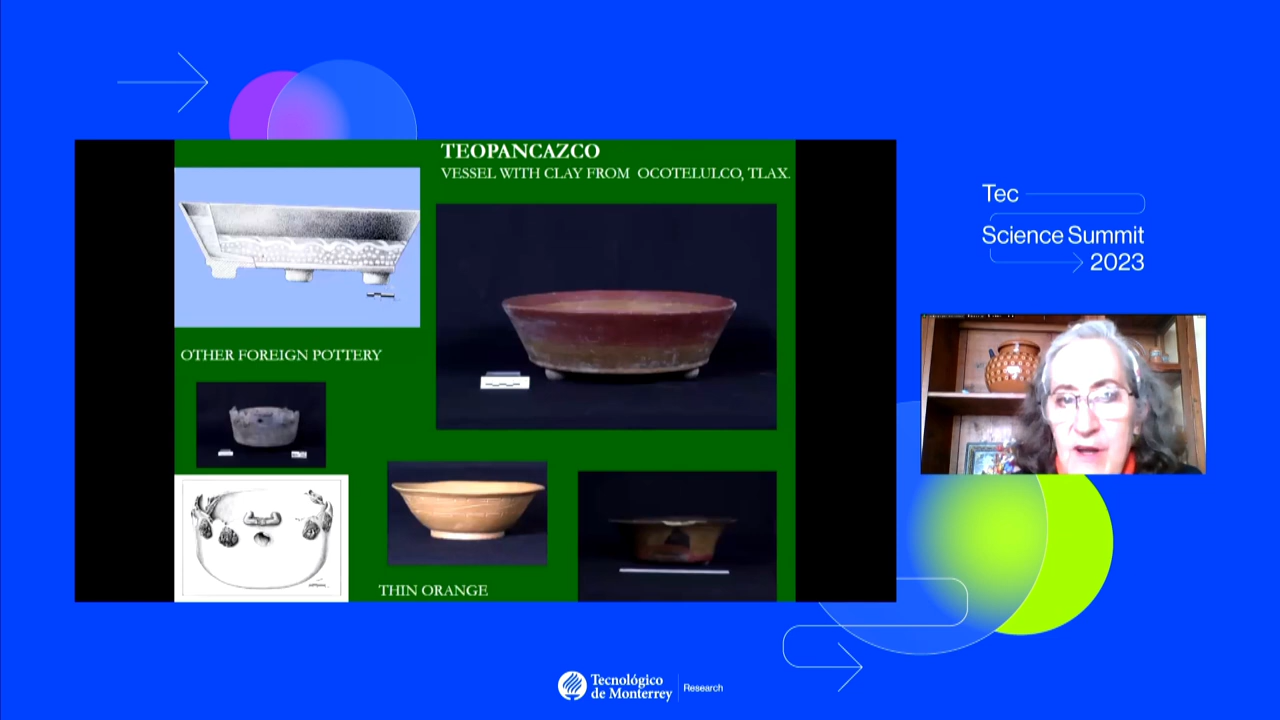 TEOPANCAZCO
VESSEL WITH CLAY FROM OCOTELULCO, TLAX.
OTHER FOREIGN POTTERY
THIN ORANGE
Tec
Science Summit
2023
Tecnológico
de Monterrey
Research